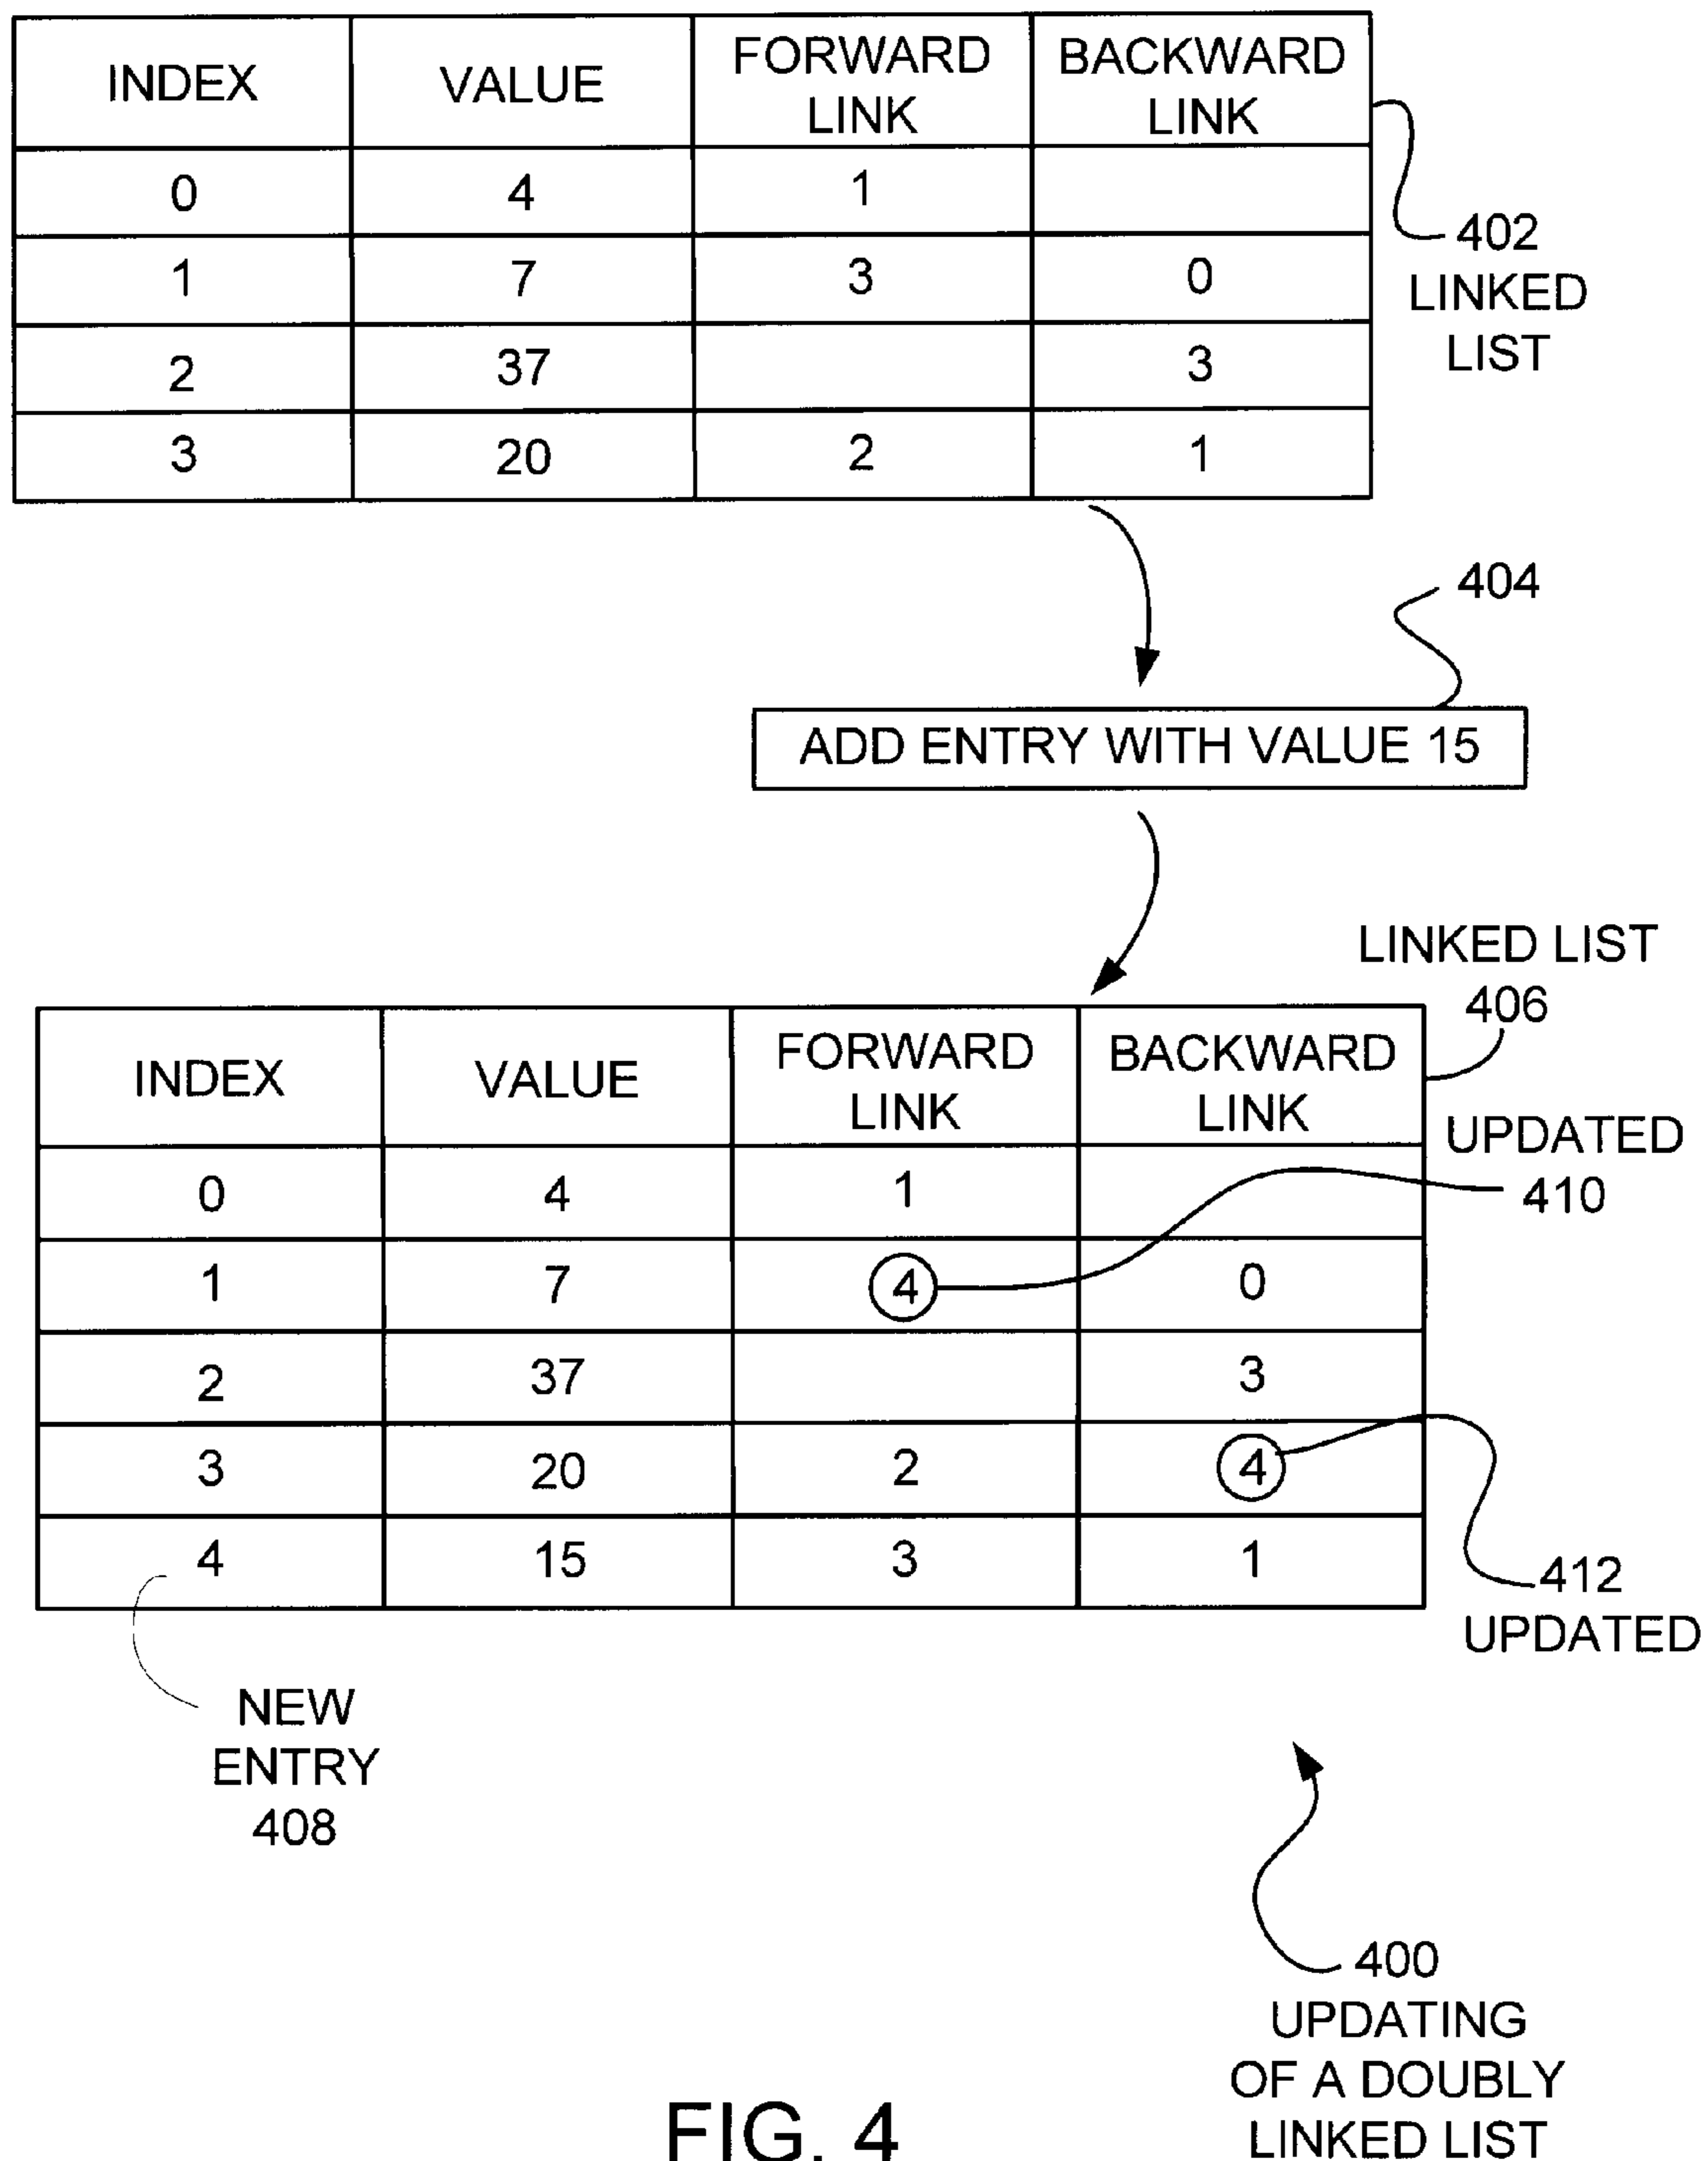 INDEX VALUE FORWARD LINK BACKWARD LINK
0 4 1
1 7 3 0
2 37 3
3 20 2 1
402
LINKED
LIST
404
ADD ENTRY WITH VALUE 15
LINKED LIST
406
INDEX VALUE FORWARD LINK BACKWARD LINK
UPDATED
410
0 4 1
1 7 4 0
2 37 3
3 20 2 4
4 15 3 1
412
UPDATED
NEW
ENTRY
408
400
UPDATING
OF A DOUBLY
LINKED LIST
FIG. 4